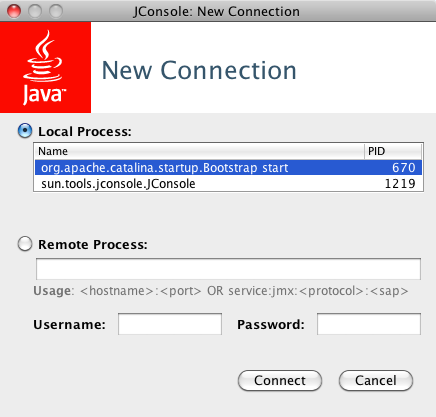 JConsole: New Connection
Java™
New Connection
Local Process:
Name PID
org.apache.catalina.startup.Bootstrap start 670
sun.tools.jconsole.JConsole 1219
Remote Process:
Usage: <hostname>:<port> OR service:jmx:<protocol>:<sap>
Username: Password:
Connect Cancel